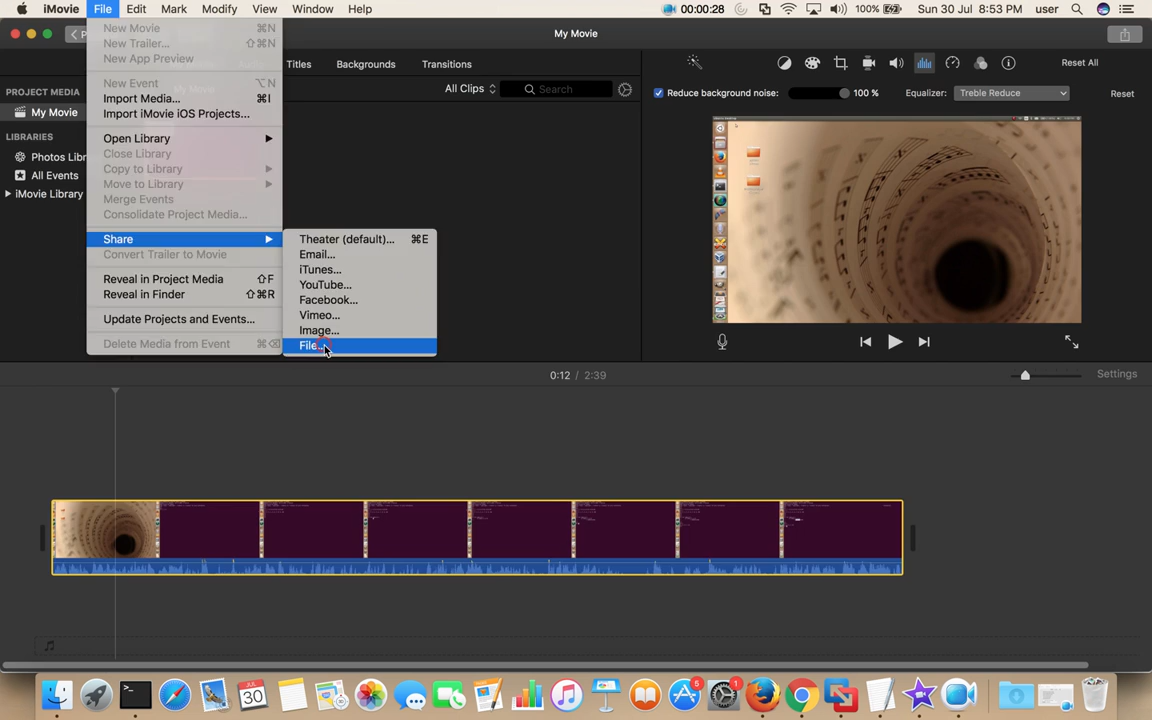 iMovie File Edit Mark Modify View Window Help 00:00:28 100% Sun 30 Jul 8:53 PM user
My Movie
Titles Backgrounds Transitions
All Clips Search
Reset All
Reduce background noise: 100 % Equalizer: Treble Reduce Reset
PROJECT MEDIA
My Movie
LIBRARIES
Photos Libr
All Events
iMovie Library
New Movie ⌘N
New Trailer... ⇧⌘N
New App Preview
New Event ⌥N
Import Media... ⌘I
Import iMovie iOS Projects...
Open Library
Close Library
Copy to Library
Move to Library
Merge Events
Consolidate Project Media...
Share
Convert Trailer to Movie
Reveal in Project Media ⇧F
Reveal in Finder ⇧⌘R
Update Projects and Events...
Delete Media from Event ⌘⌫
Theater (default)... ⌘E
Email...
iTunes...
YouTube...
Facebook...
Vimeo...
Image...
File...
0:12 / 2:39
Settings
JUL
30
5
1